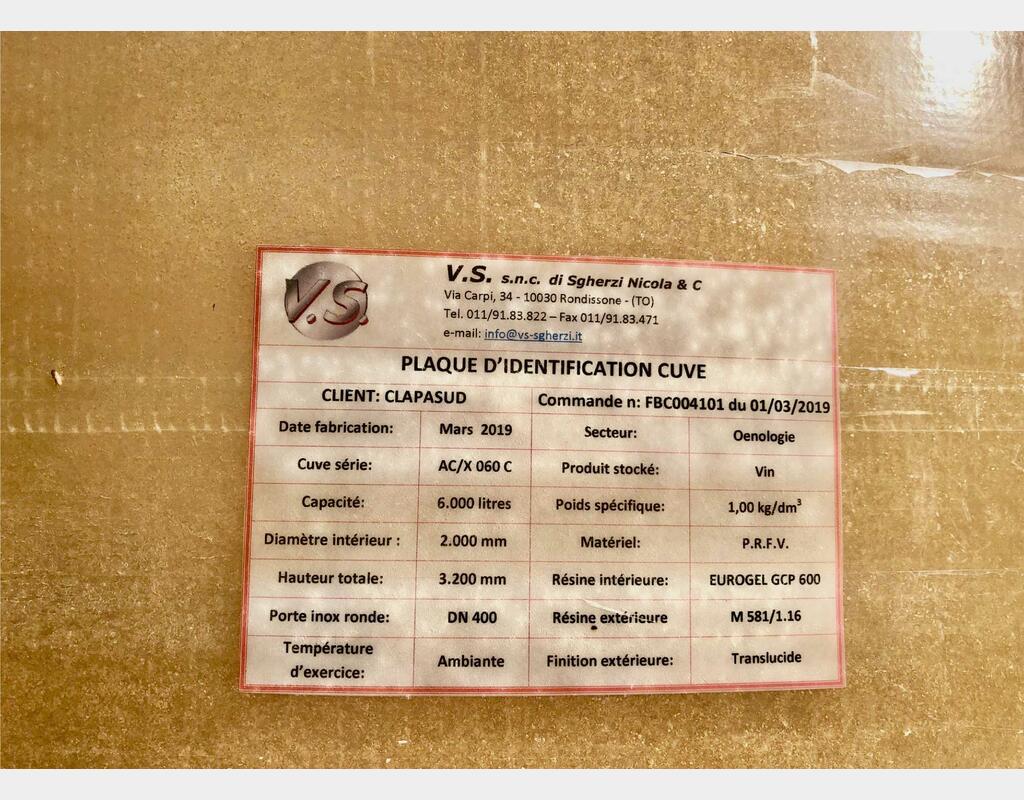 V.S.
V.S. s.n.c. di Sgherzi Nicola & C
Via Carpi, 34 - 10030 Rondissone - (TO)
Tel. 011/91.83.822 – Fax 011/91.83.471
e-mail: info@vs-sgherzi.it
PLAQUE D'IDENTIFICATION CUVE
CLIENT: CLAPASUD Commande n: FBC004101 du 01/03/2019
Date fabrication: Mars 2019 Secteur: Oenologie
Cuve série: AC/X 060 C Produit stocké: Vin
Capacité: 6.000 litres Poids spécifique: 1,00 kg/dm³
Diamètre intérieur : 2.000 mm Matériel: P.R.F.V.
Hauteur totale: 3.200 mm Résine intérieure: EUROGEL GCP 600
Porte inox ronde: DN 400 Résine extérieure M 581/1.16
Température
d'exercice: Ambiante Finition extérieure: Translucide